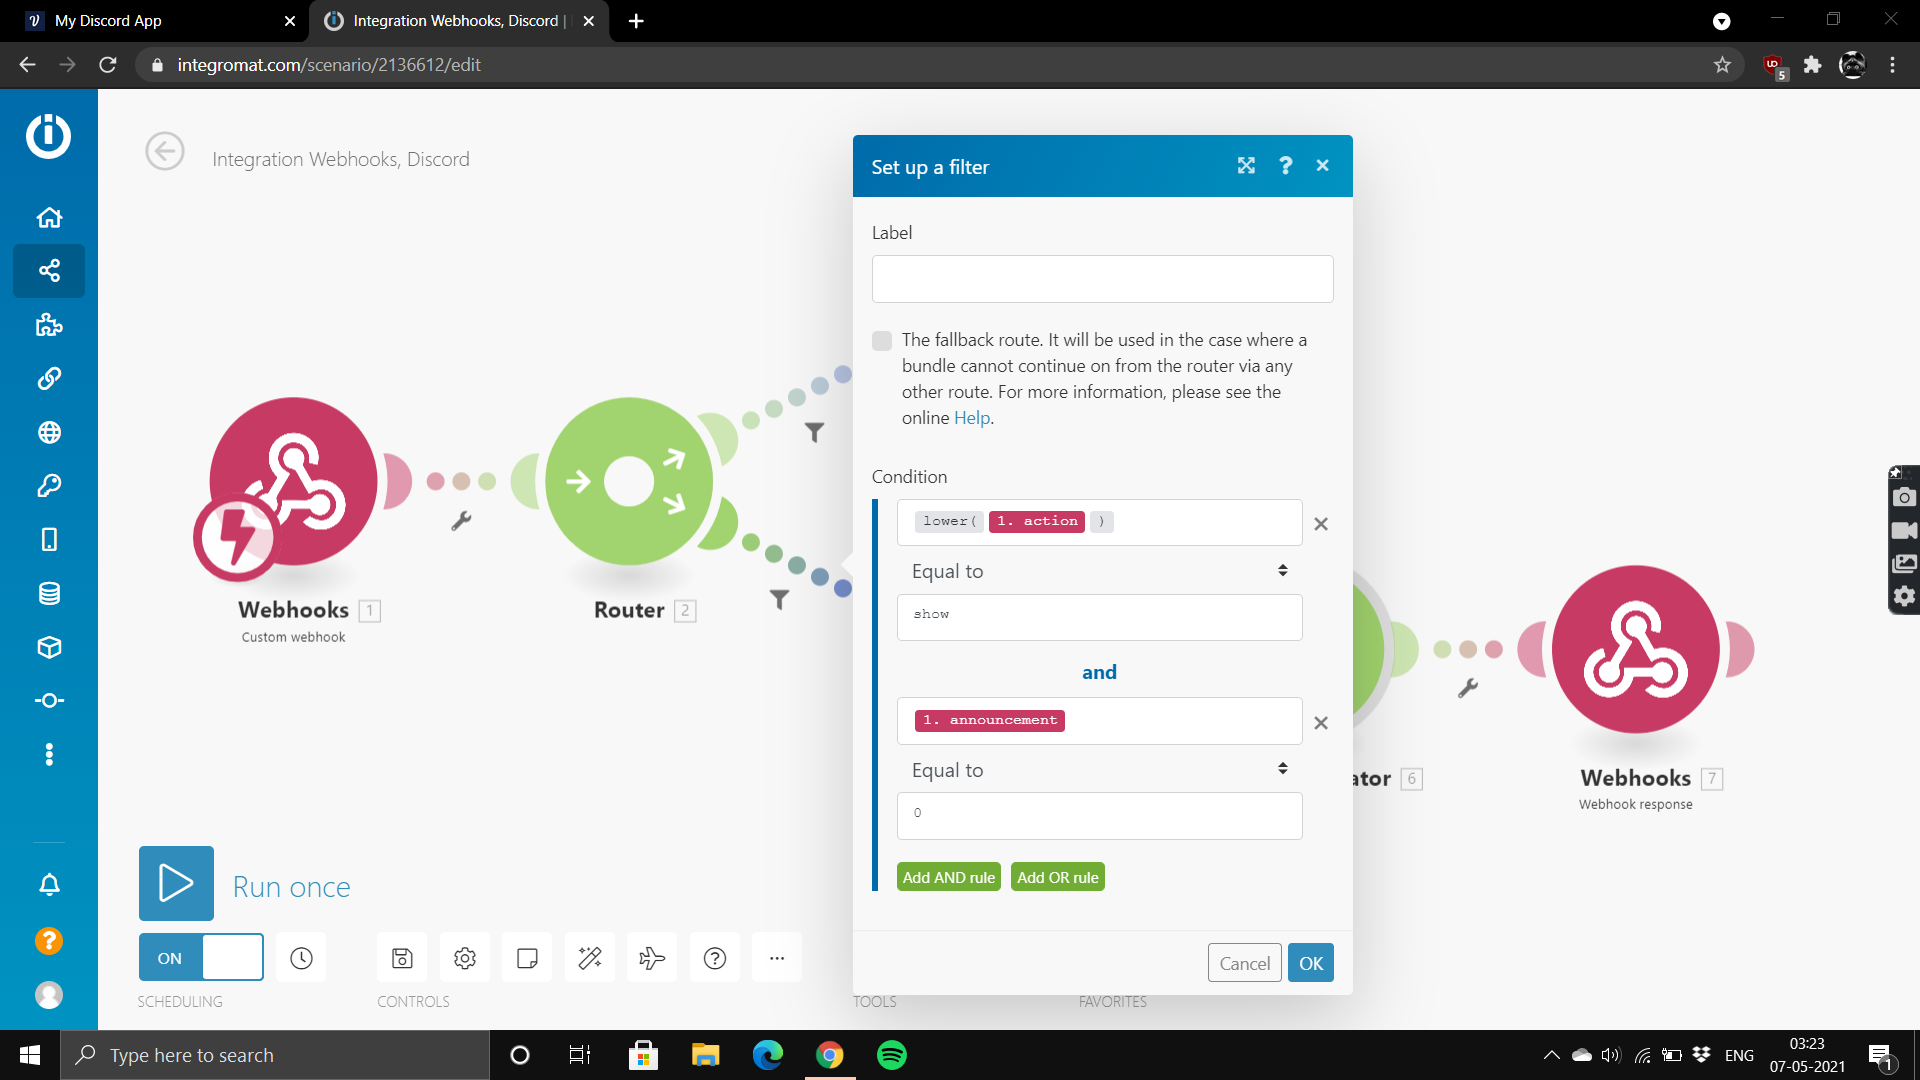 My Discord App
Integration Webhooks, Discord |
integromat.com/scenario/2136612/edit
5
Integration Webhooks, Discord
Set up a filter
Label
The fallback route. It will be used in the case where a
bundle cannot continue on from the router via any
other route. For more information, please see the
online Help.
Condition
lower( 1. action )
Equal to
show
and
1. announcement
Equal to
0
Add AND rule
Add OR rule
Cancel
OK
Webhooks 1
Custom webhook
Router 2
ator 6
Webhooks 7
Webhook response
Run once
ON
SCHEDULING
CONTROLS
TOOLS
FAVORITES
Type here to search
ENG
03:23
07-05-2021
1